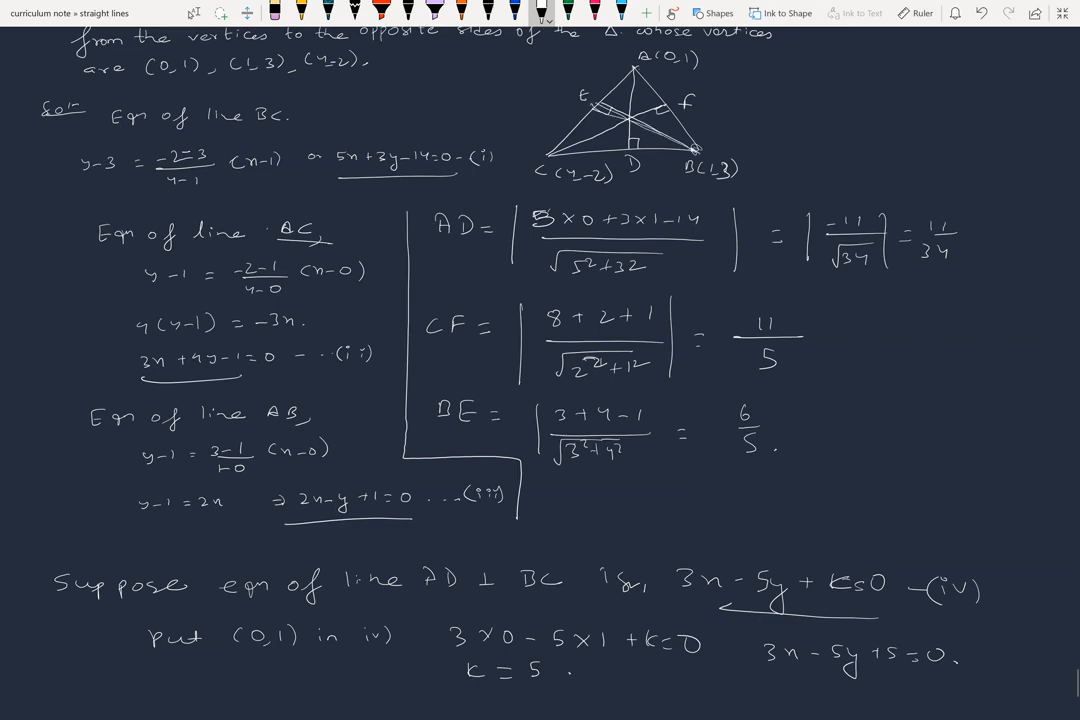 curriculum note » straight lines
Shapes Ink to Shape Ink to Text Ruler
from the vertices to the opposite sides of the Δ. whose vertices
are (0,1), (1,3), (4,-2).
Soln Eqn of line BC.
y-3 = -2-3/4-1 (x-1) or 5x+3y-14=0 -(i)
A(0,1)
E F
C(4,-2) D B(1,3)
Eqn of line AC,
y-1 = -2-1/4-0 (x-0)
4(y-1) = -3x.
3x+4y-1=0 - ..(ii)
Eqn of line AB,
y-1 = 3-1/1-0 (x-0)
y-1=2x ⇒ 2x-y+1=0 ....(iii)
AD = | 5×0+3×1-14 / √5²+32 | = | -11/√34 | = 11/34
CF = | 8+2+1 / √2²+1² | = 11/5
BE = | 3+4-1 / √3²+4² = 6/5.
Suppose eqn of line AD ⊥ BC is, 3x-5y+k=0 -(iv)
put (0,1) in iv) 3×0-5×1+k=0 3x-5y+5=0.
k=5.